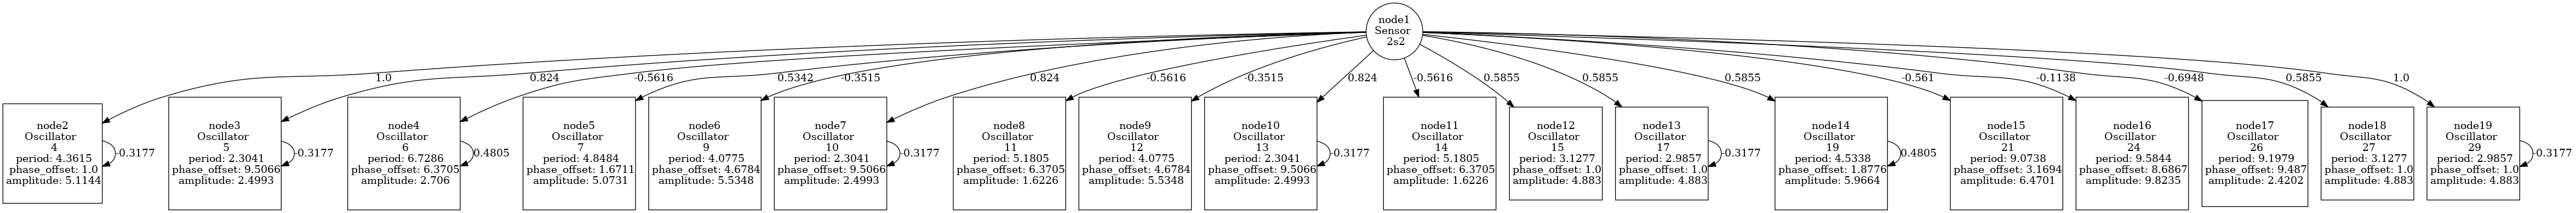 node1
Sensor
2s2
1.0
0.824
-0.5616
0.5342
-0.3515
0.824
-0.5616
-0.3515
0.824
-0.5616
0.5855
0.5855
0.5855
-0.561
-0.1138
-0.6948
0.5855
1.0
node2
Oscillator
4
period: 4.3615
phase_offset: 1.0
amplitude: 5.1144
-0.3177
node3
Oscillator
5
period: 2.3041
phase_offset: 9.5066
amplitude: 2.4993
-0.3177
node4
Oscillator
6
period: 6.7286
phase_offset: 6.3705
amplitude: 2.706
0.4805
node5
Oscillator
7
period: 4.8484
phase_offset: 1.6711
amplitude: 5.0731
node6
Oscillator
9
period: 4.0775
phase_offset: 4.6784
amplitude: 5.5348
node7
Oscillator
10
period: 2.3041
phase_offset: 9.5066
amplitude: 2.4993
-0.3177
node8
Oscillator
11
period: 5.1805
phase_offset: 6.3705
amplitude: 1.6226
node9
Oscillator
12
period: 4.0775
phase_offset: 4.6784
amplitude: 5.5348
node10
Oscillator
13
period: 2.3041
phase_offset: 9.5066
amplitude: 2.4993
-0.3177
node11
Oscillator
14
period: 5.1805
phase_offset: 6.3705
amplitude: 1.6226
node12
Oscillator
15
period: 3.1277
phase_offset: 1.0
amplitude: 4.883
node13
Oscillator
17
period: 2.9857
phase_offset: 1.0
amplitude: 4.883
-0.3177
node14
Oscillator
19
period: 4.5338
phase_offset: 1.8776
amplitude: 5.9664
0.4805
node15
Oscillator
21
period: 9.0738
phase_offset: 3.1694
amplitude: 6.4701
node16
Oscillator
24
period: 9.5844
phase_offset: 8.6867
amplitude: 9.8235
node17
Oscillator
26
period: 9.1979
phase_offset: 9.487
amplitude: 2.4202
node18
Oscillator
27
period: 3.1277
phase_offset: 1.0
amplitude: 4.883
node19
Oscillator
29
period: 2.9857
phase_offset: 1.0
amplitude: 4.883
-0.3177